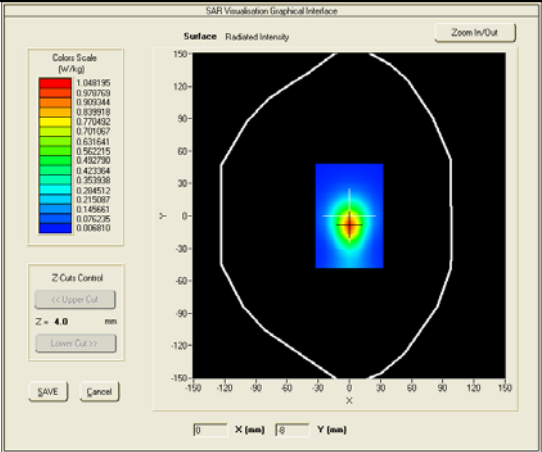 SAR Visualisation Graphical Interface
Surface Radiated Intensity
Zoom In/Out
Colors Scale
(W/kg)
1.048195
0.978769
0.909344
0.839918
0.770492
0.701067
0.631641
0.562215
0.492790
0.423364
0.353938
0.284512
0.215087
0.145661
0.076235
0.006810
150-
120-
90-
60-
30-
0-
-30-
-60-
-90-
-120-
-150-
Y
-150 -120 -90 -60 -30 0 30 60 90 120 150
X
Z-Cuts Control
<< Upper Cut
Z = 4.0 mm
Lower Cut >>
SAVE Cancel
0 X (mm) -8 Y (mm)